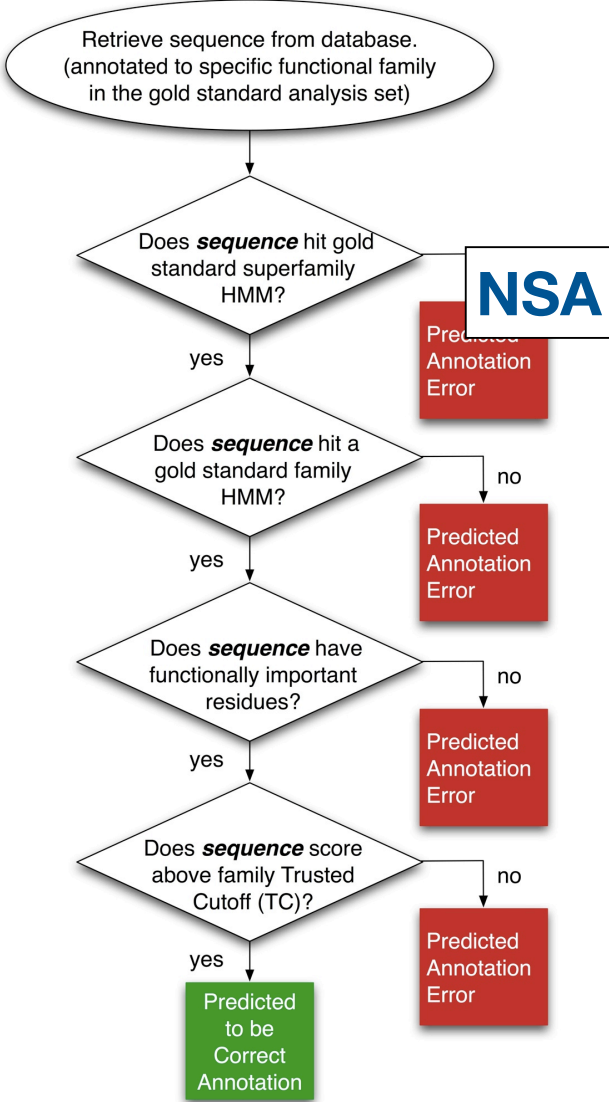 Retrieve sequence from database.
(annotated to specific functional family
in the gold standard analysis set)
Does sequence hit gold
standard superfamily
HMM?
NSA
Annotation
Error
yes
Does sequence hit a
gold standard family
HMM?
no
Predicted
Annotation
Error
yes
Does sequence have
functionally important
residues?
no
Predicted
Annotation
Error
yes
Does sequence score
above family Trusted
Cutoff (TC)?
no
Predicted
Annotation
Error
yes
Predicted
to be
Correct
Annotation